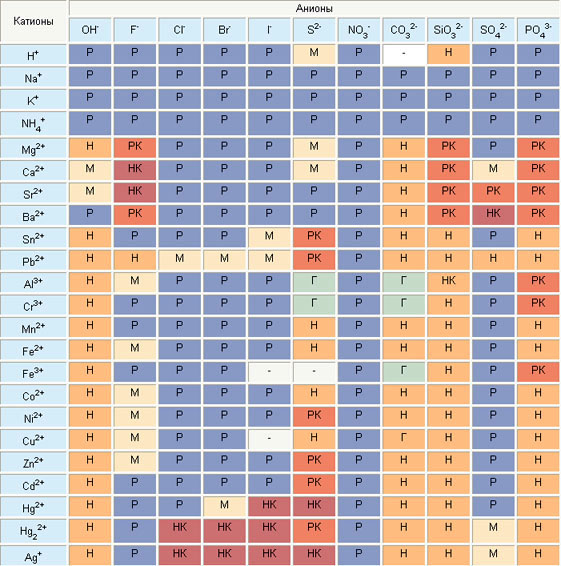 Катионы Анионы
OH⁻ F⁻ Cl⁻ Br⁻ I⁻ S²⁻ NO₃⁻ CO₃²⁻ SiO₃²⁻ SO₄²⁻ PO₄³⁻
H⁺ Р Р Р Р Р М Р - Н Р Р
Na⁺ Р Р Р Р Р Р Р Р Р Р Р
K⁺ Р Р Р Р Р Р Р Р Р Р Р
NH₄⁺ Р Р Р Р Р Р Р Р Р Р Р
Mg²⁺ Н РК Р Р Р М Р Н РК Р РК
Ca²⁺ М НК Р Р Р М Р Н РК М РК
Sr²⁺ М НК Р Р Р Р Р Н РК РК РК
Ba²⁺ Р РК Р Р Р Р Р Н РК НК РК
Sn²⁺ Н Р Р Р М РК Р Н Н Р Н
Pb²⁺ Н Н М М М РК Р Н Н Н Н
Al³⁺ Н М Р Р Р Г Р Г НК Р РК
Cr³⁺ Н Р Р Р Р Г Р Г Н Р РК
Mn²⁺ Н Р Р Р Р Н Р Н Н Р Н
Fe²⁺ Н М Р Р Р Н Р Н Н Р Н
Fe³⁺ Н Р Р Р - - Р Г Н Р РК
Co²⁺ Н М Р Р Р Н Р Н Н Р Н
Ni²⁺ Н М Р Р Р РК Р Н Н Р Н
Cu²⁺ Н М Р Р - Н Р Г Н Р Н
Zn²⁺ Н М Р Р Р РК Р Н Н Р Н
Cd²⁺ Н Р Р Р Р РК Р Н Н Р Н
Hg²⁺ Н Р Р М НК НК Р Н Н Р Н
Hg₂²⁺ Н Р НК НК НК РК Р Н Н М Н
Ag⁺ Н Р НК НК НК НК Р Н Н М Н